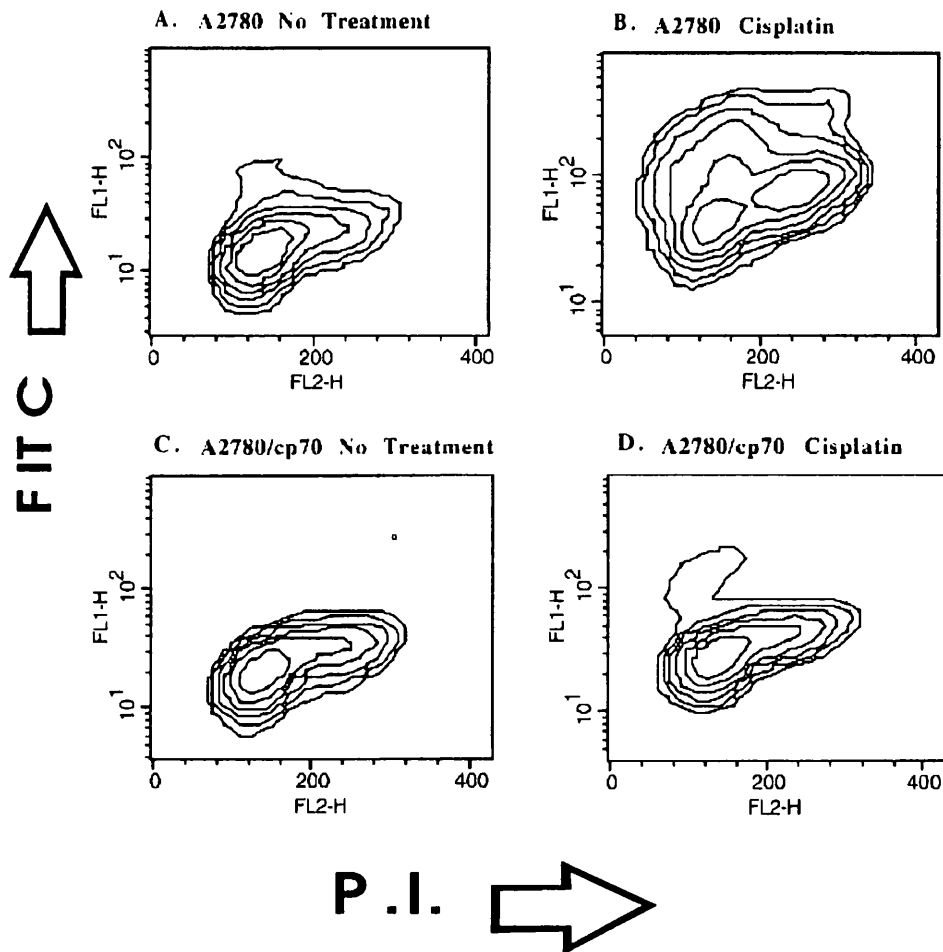 A. A2780 No Treatment
B. A2780 Cisplatin
FL1-H
10²
10¹
0 200 400
FL2-H
FL1-H
10²
10¹
0 200 400
FL2-H
FITC
C. A2780/cp70 No Treatment
D. A2780/cp70 Cisplatin
FL1-H
10²
10¹
0 200 400
FL2-H
FL1-H
10²
10¹
0 200 400
FL2-H
P.I.